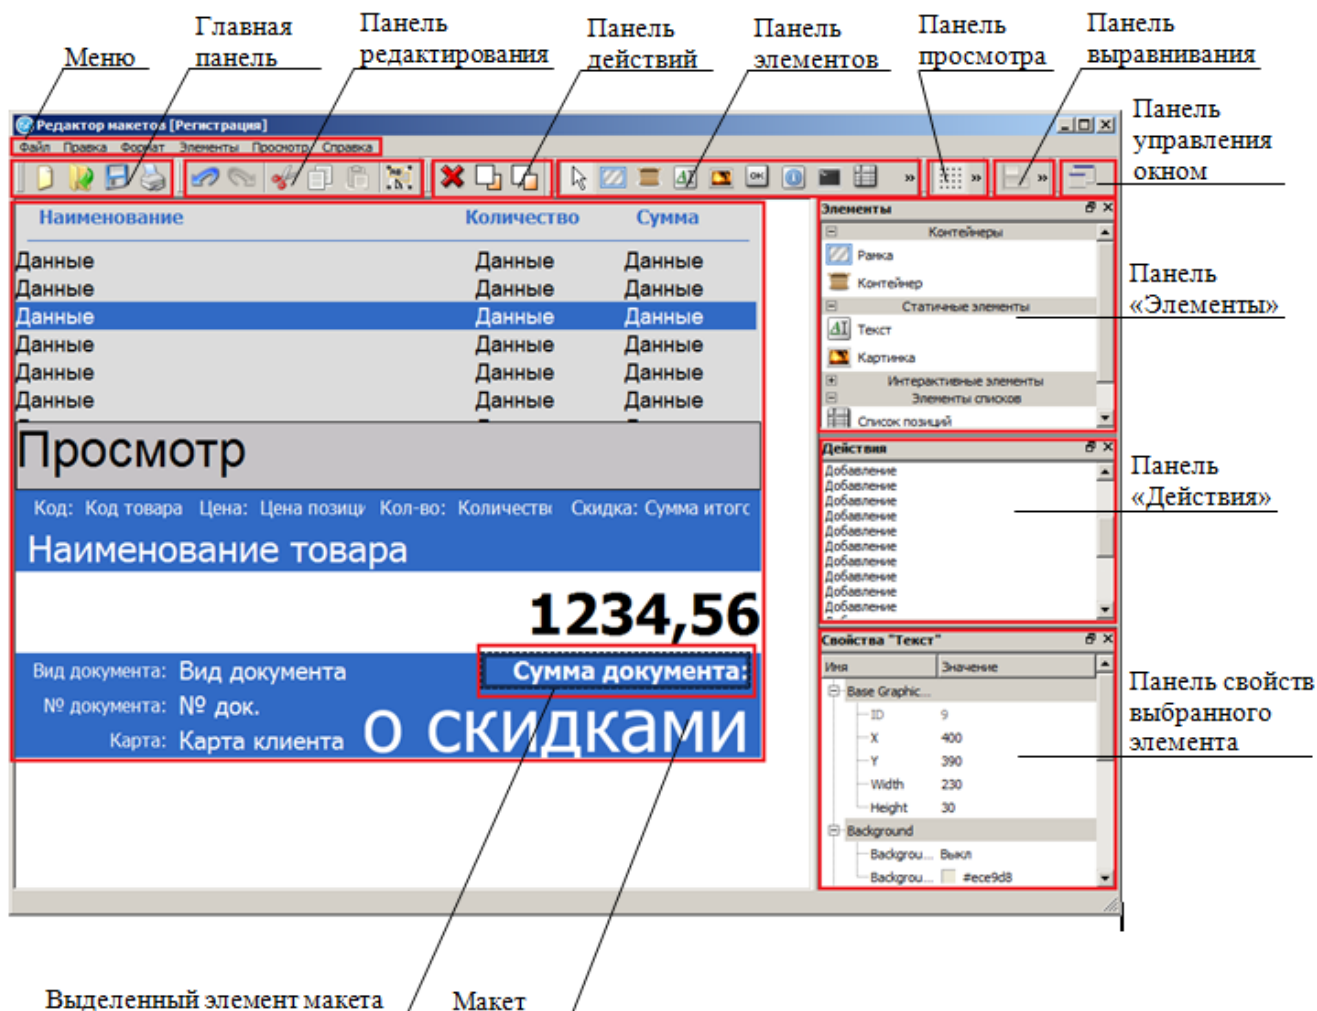 Меню
Главная
панель
Панель
редактирования
Панель
действий
Панель
элементов
Панель
просмотра
Панель
выравнивания
Панель
управления
окном
Редактор макетов [Регистрация]
Файл Правка Формат Элементы Просмотр Справка
OK
Наименование Количество Сумма
Данные Данные Данные
Данные Данные Данные
Данные Данные Данные
Данные Данные Данные
Данные Данные Данные
Данные Данные Данные
Просмотр
Код: Код товара Цена: Цена позици Кол-во: Количество Скидка: Сумма итого
Наименование товара
1234,56
Сумма документа:
Вид документа: Вид документа
№ документа: № док.
Карта: Карта клиента
о скидками
Элементы
Контейнеры
Рамка
Контейнер
Статичные элементы
Текст
Картинка
Интерактивные элементы
Элементы списков
Список позиций
Панель
«Элементы»
Действия
Добавление
Добавление
Добавление
Добавление
Добавление
Добавление
Добавление
Добавление
Добавление
Добавление
Панель
«Действия»
Свойства "Текст"
Имя Значение
Base Graphic...
ID 9
X 400
Y 390
Width 230
Height 30
Background
Backgrou... Выкл
Backgrou... #ece9d8
Панель свойств
выбранного
элемента
Выделенный элемент макета
Макет